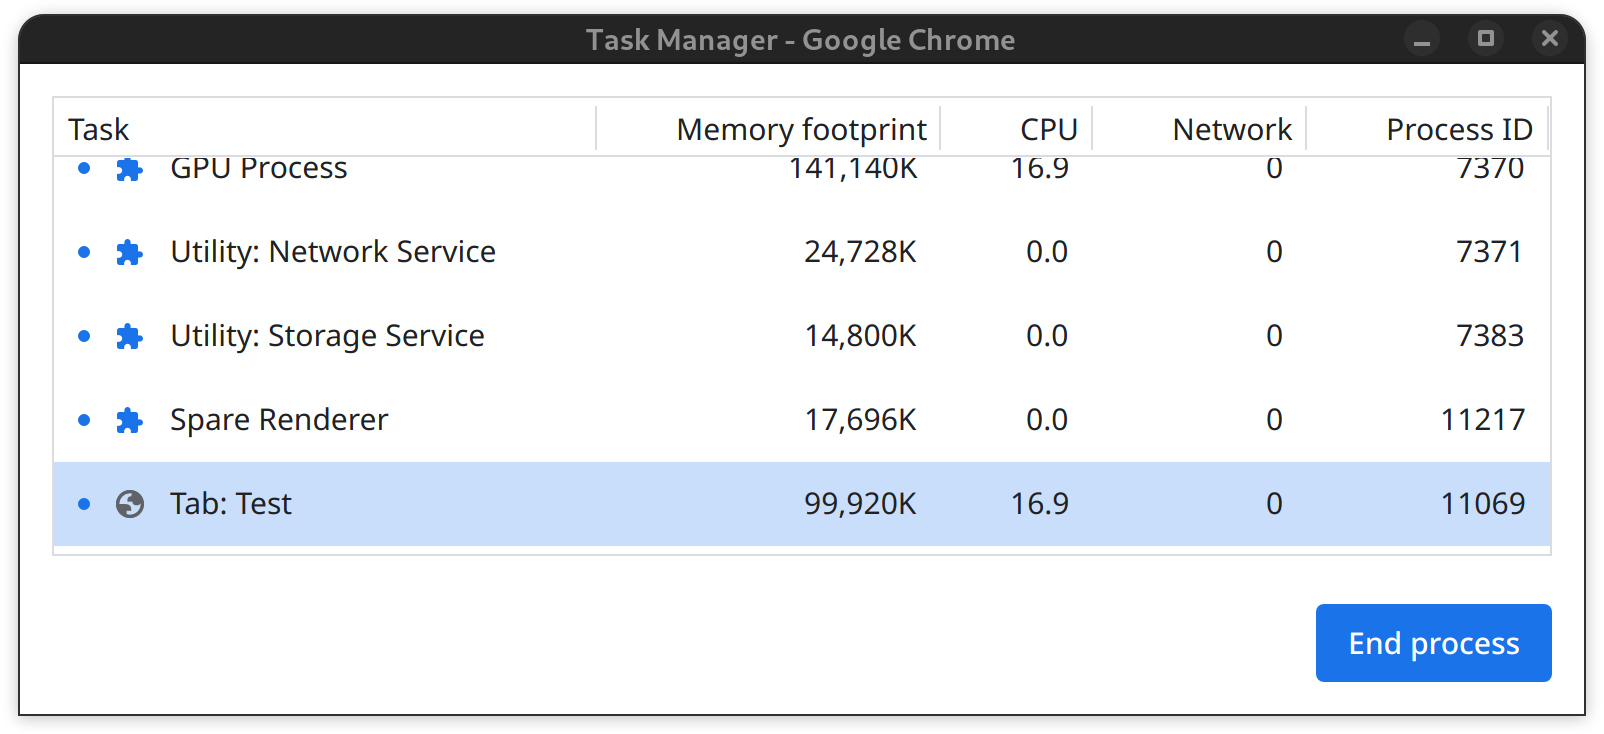 Task Manager - Google Chrome
Task Memory footprint CPU Network Process ID
GPU Process 141,140K 16.9 0 7370
Utility: Network Service 24,728K 0.0 0 7371
Utility: Storage Service 14,800K 0.0 0 7383
Spare Renderer 17,696K 0.0 0 11217
Tab: Test 99,920K 16.9 0 11069
End process